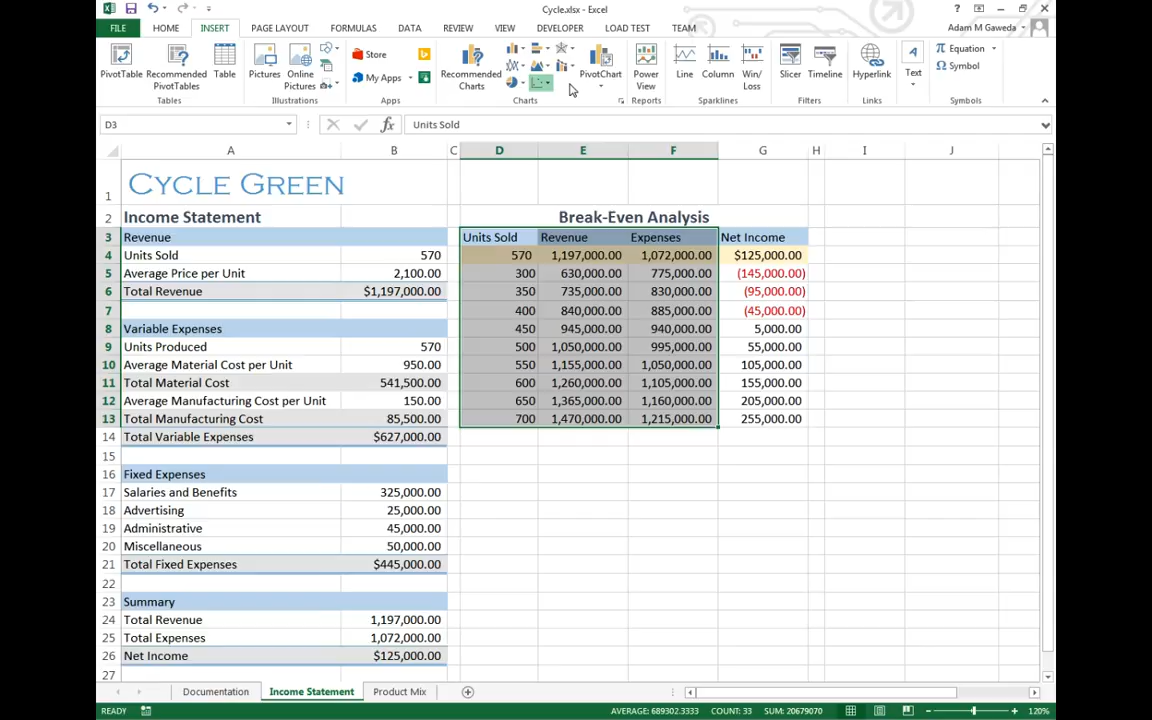 Cycle.xlsx - Excel
FILE HOME INSERT PAGE LAYOUT FORMULAS DATA REVIEW VIEW DEVELOPER LOAD TEST TEAM Adam M Gaweda
PivotTable Recommended PivotTables Table Pictures Online Pictures Store My Apps Recommended Charts PivotChart Power View Line Column Win/ Loss Slicer Timeline Hyperlink Text Equation Symbol
Tables Illustrations Apps Charts Reports Sparklines Filters Links Symbols
D3 fx Units Sold
A B C D E F G H I J
1 CYCLE GREEN
2 Income Statement Break-Even Analysis
3 Revenue Units Sold Revenue Expenses Net Income
4 Units Sold 570 570 1,197,000.00 1,072,000.00 $125,000.00
5 Average Price per Unit 2,100.00 300 630,000.00 775,000.00 (145,000.00)
6 Total Revenue $1,197,000.00 350 735,000.00 830,000.00 (95,000.00)
7 400 840,000.00 885,000.00 (45,000.00)
8 Variable Expenses 450 945,000.00 940,000.00 5,000.00
9 Units Produced 570 500 1,050,000.00 995,000.00 55,000.00
10 Average Material Cost per Unit 950.00 550 1,155,000.00 1,050,000.00 105,000.00
11 Total Material Cost 541,500.00 600 1,260,000.00 1,105,000.00 155,000.00
12 Average Manufacturing Cost per Unit 150.00 650 1,365,000.00 1,160,000.00 205,000.00
13 Total Manufacturing Cost 85,500.00 700 1,470,000.00 1,215,000.00 255,000.00
14 Total Variable Expenses $627,000.00
15
16 Fixed Expenses
17 Salaries and Benefits 325,000.00
18 Advertising 25,000.00
19 Administrative 45,000.00
20 Miscellaneous 50,000.00
21 Total Fixed Expenses $445,000.00
22
23 Summary
24 Total Revenue 1,197,000.00
25 Total Expenses 1,072,000.00
26 Net Income $125,000.00
27
Documentation Income Statement Product Mix
READY AVERAGE: 689302.3333 COUNT: 33 SUM: 20679070 120%